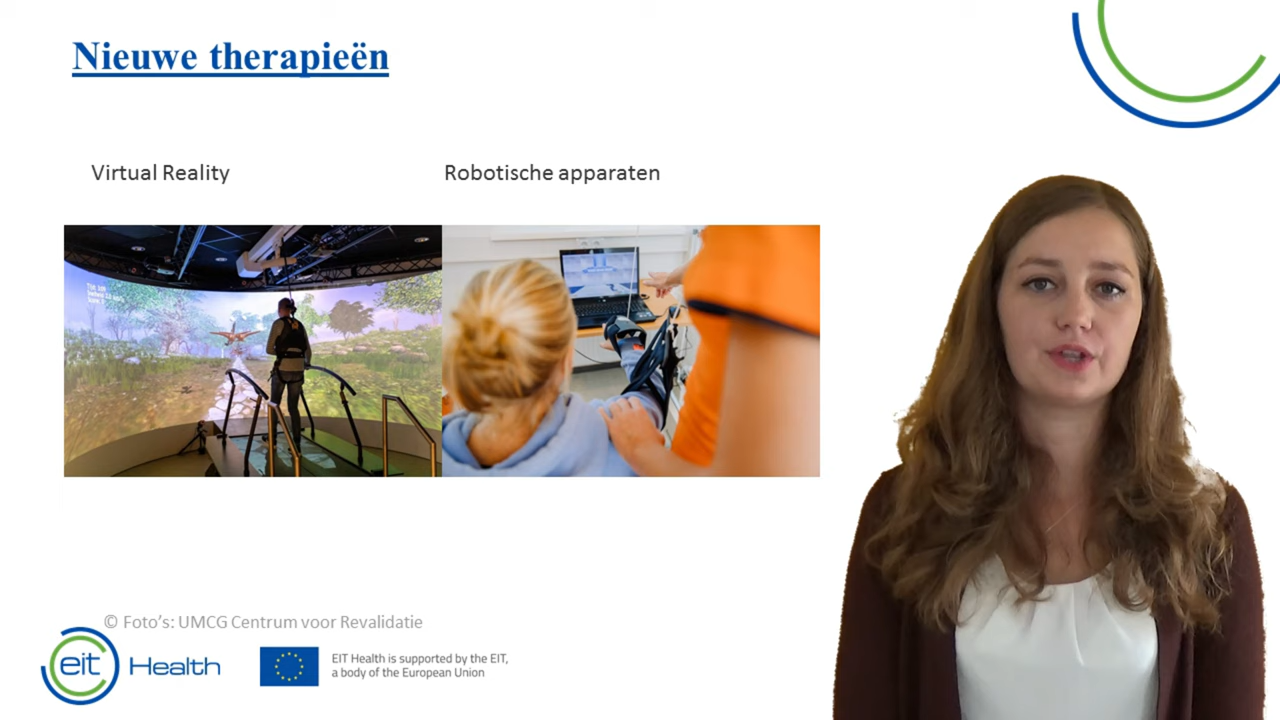 Nieuwe therapieën
Virtual Reality
Robotische apparaten
© Foto's: UMCG Centrum voor Revalidatie
eit Health
EIT Health is supported by the EIT,
a body of the European Union